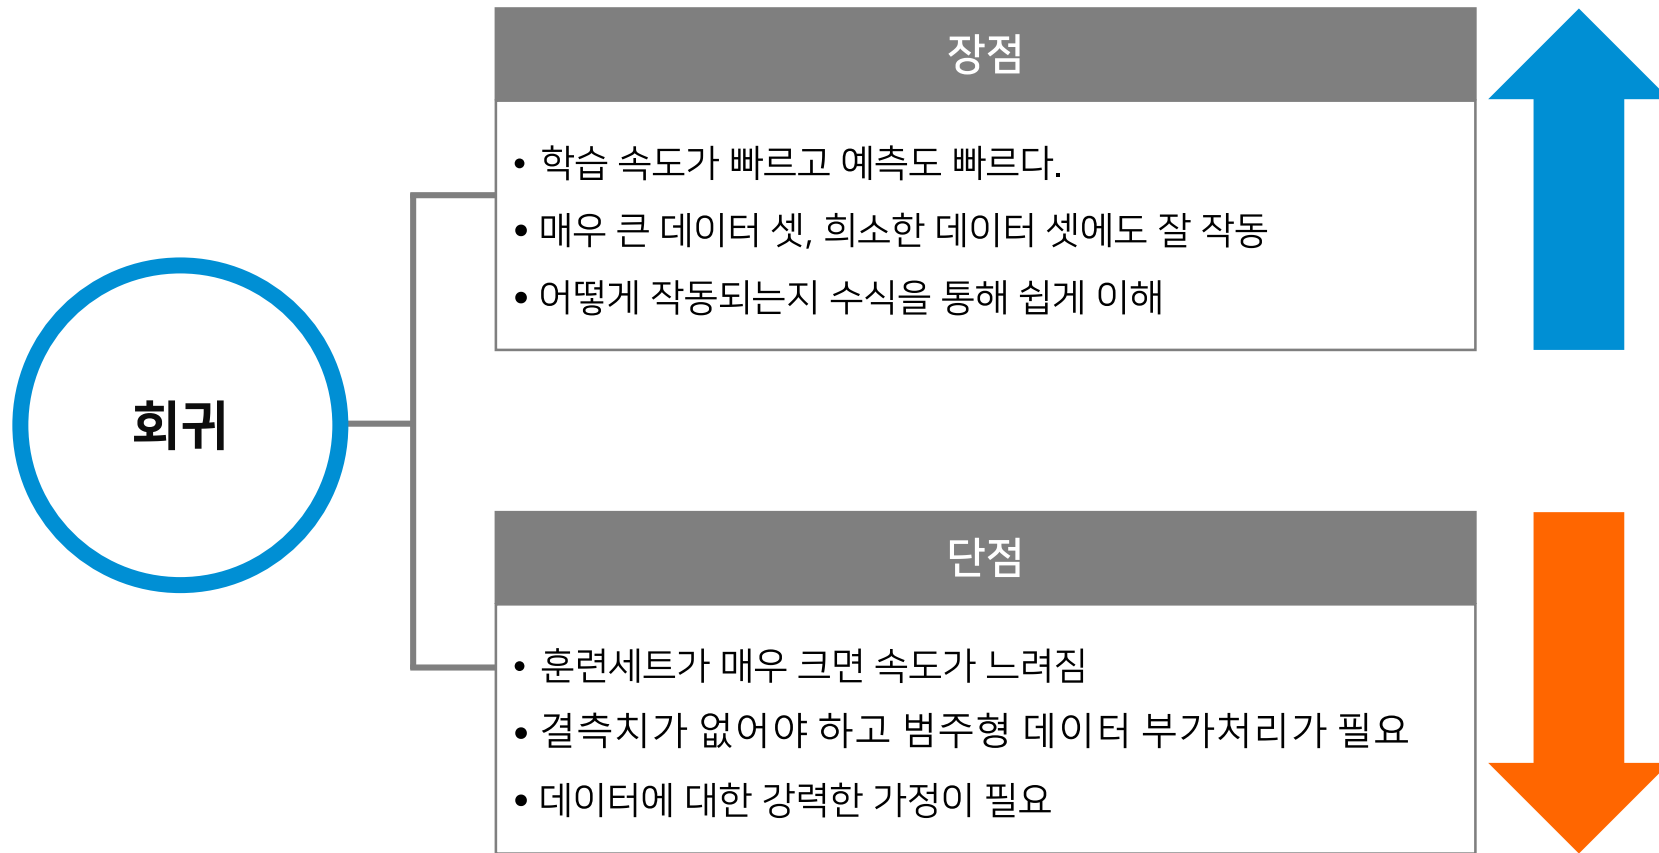 장점
• 학습 속도가 빠르고 예측도 빠르다.
• 매우 큰 데이터 셋, 희소한 데이터 셋에도 잘 작동
• 어떻게 작동되는지 수식을 통해 쉽게 이해
회귀
단점
• 훈련세트가 매우 크면 속도가 느려짐
• 결측치가 없어야 하고 범주형 데이터 부가처리가 필요
• 데이터에 대한 강력한 가정이 필요